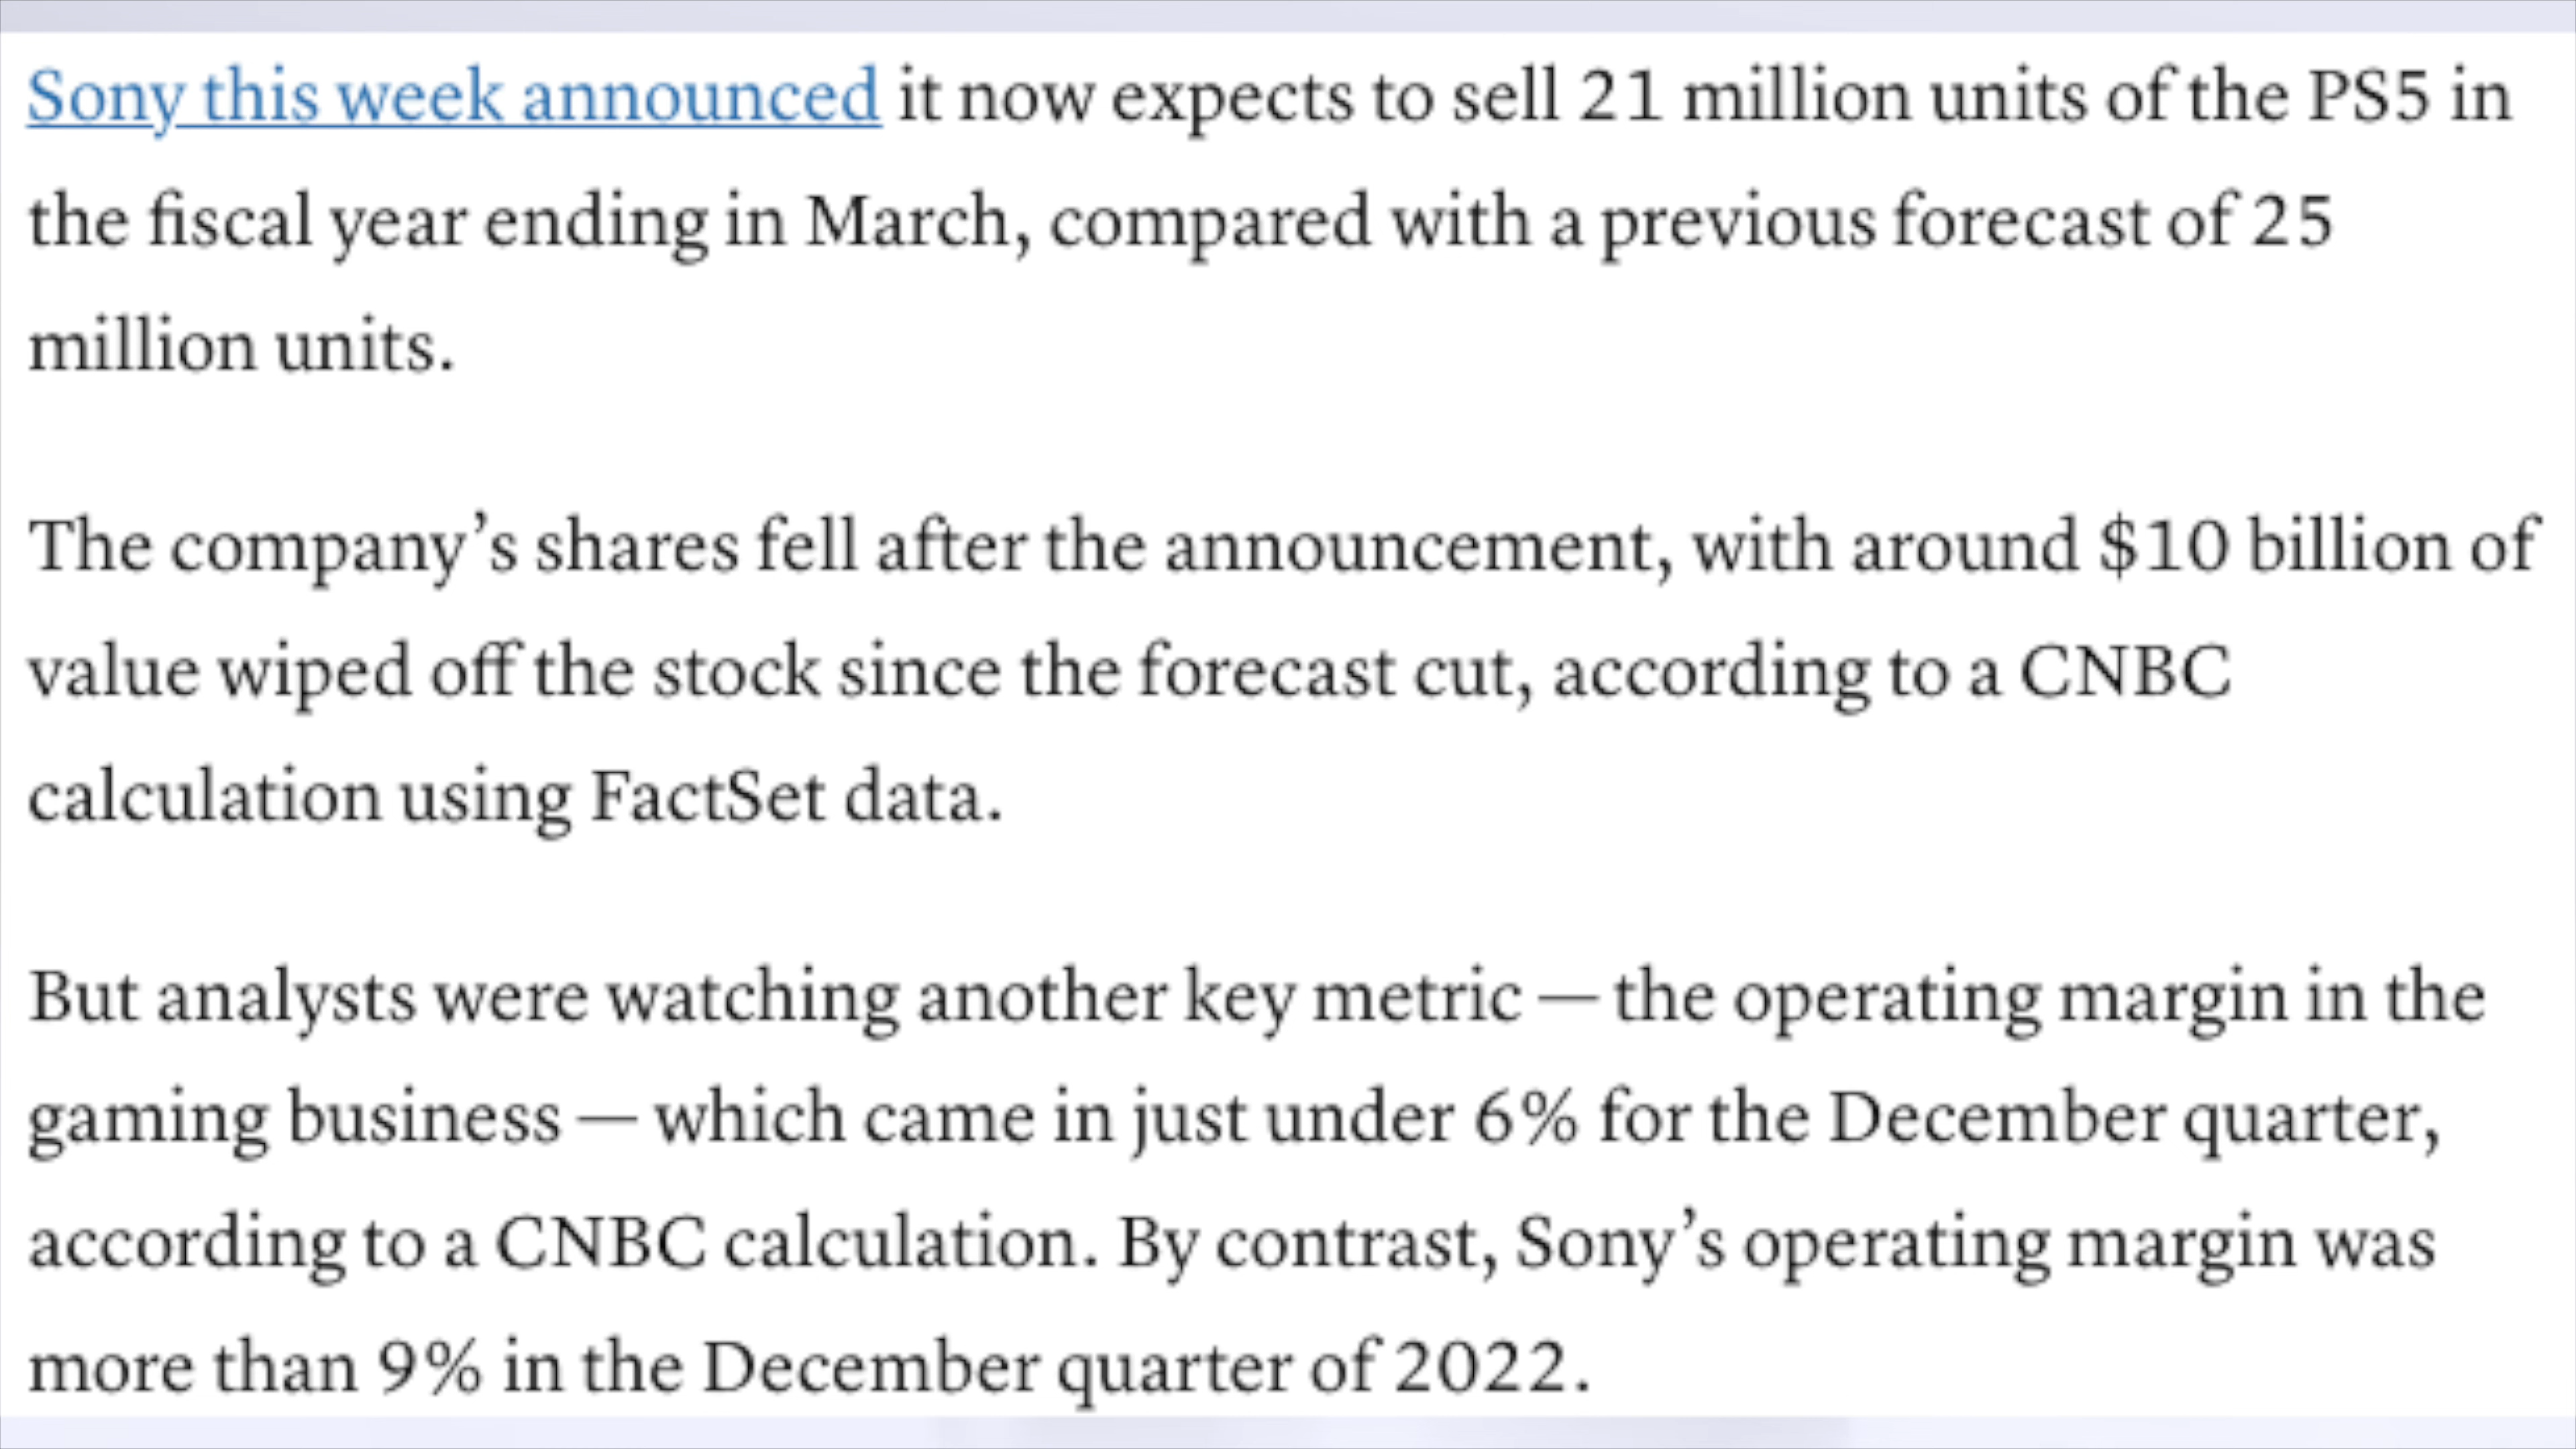 Sony this week announced it now expects to sell 21 million units of the PS5 in
the fiscal year ending in March, compared with a previous forecast of 25
million units.
The company’s shares fell after the announcement, with around $10 billion of
value wiped off the stock since the forecast cut, according to a CNBC
calculation using FactSet data.
But analysts were watching another key metric — the operating margin in the
gaming business — which came in just under 6% for the December quarter,
according to a CNBC calculation. By contrast, Sony’s operating margin was
more than 9% in the December quarter of 2022.